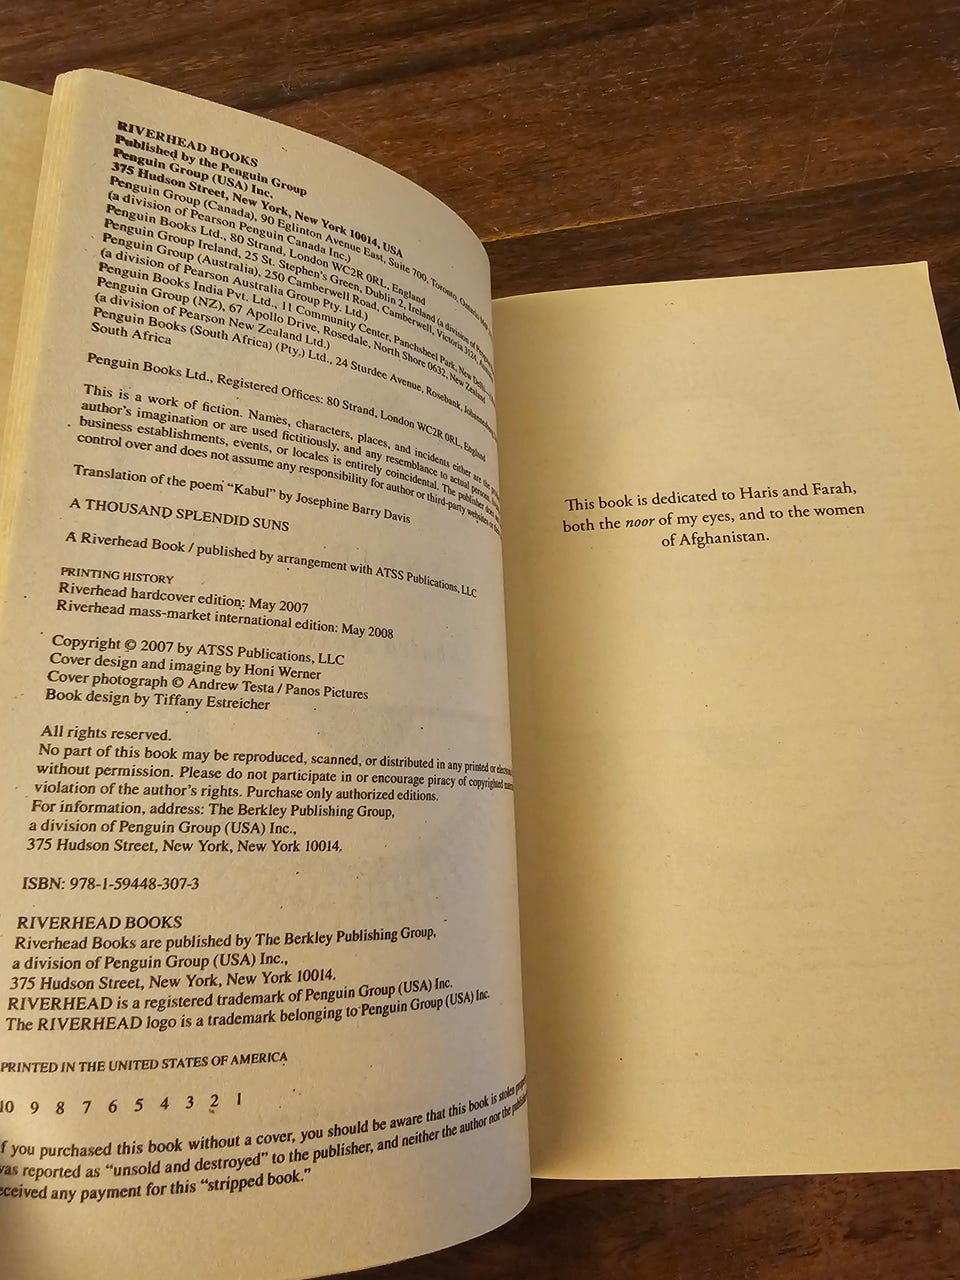 RIVERHEAD BOOKS
Published by the Penguin Group
Penguin Group (USA) Inc.
375 Hudson Street, New York, New York 10014, USA
Penguin Group (Canada), 90 Eglinton Avenue East, Suite 700, Toronto, Ontario
(a division of Pearson Penguin Canada Inc.)
Penguin Books Ltd., 80 Strand, London WC2R 0RL, England
Penguin Group Ireland, 25 St. Stephen's Green, Dublin 2, Ireland (a division of
Penguin Group (Australia), 250 Camberwell Road, Camberwell, Victoria 3124,
(a division of Pearson Australia Group Pty. Ltd.)
Penguin Books India Pvt. Ltd., 11 Community Center, Panchsheel Park, New Delhi
Penguin Group (NZ), 67 Apollo Drive, Rosedale, North Shore 0632, New Zealand
(a division of Pearson New Zealand Ltd.)
Penguin Books (South Africa) (Pty.) Ltd., 24 Sturdee Avenue, Rosebank,
South Africa
Penguin Books Ltd., Registered Offices: 80 Strand, London WC2R 0RL, England
This is a work of fiction. Names, characters, places, and incidents either are the
author's imagination or are used fictitiously, and any resemblance to actual persons,
business establishments, events, or locales is entirely coincidental. The publisher does
control over and does not assume any responsibility for author or third-party websites or
Translation of the poem "Kabul" by Josephine Barry Davis
A THOUSAND SPLENDID SUNS
A Riverhead Book / published by arrangement with ATSS Publications, LLC
PRINTING HISTORY
Riverhead hardcover edition: May 2007
Riverhead mass-market international edition: May 2008
Copyright © 2007 by ATSS Publications, LLC
Cover design and imaging by Honi Werner
Cover photograph © Andrew Testa / Panos Pictures
Book design by Tiffany Estreicher
All rights reserved.
No part of this book may be reproduced, scanned, or distributed in any printed or
without permission. Please do not participate in or encourage piracy of copyrighted
violation of the author's rights. Purchase only authorized editions.
For information, address: The Berkley Publishing Group,
a division of Penguin Group (USA) Inc.,
375 Hudson Street, New York, New York 10014.
ISBN: 978-1-59448-307-3
RIVERHEAD BOOKS
Riverhead Books are published by The Berkley Publishing Group,
a division of Penguin Group (USA) Inc.,
375 Hudson Street, New York, New York 10014.
RIVERHEAD is a registered trademark of Penguin Group (USA) Inc.
The RIVERHEAD logo is a trademark belonging to Penguin Group (USA) Inc.
PRINTED IN THE UNITED STATES OF AMERICA
10 9 8 7 6 5 4 3 2 1
f you purchased this book without a cover, you should be aware that this book is stolen
was reported as "unsold and destroyed" to the publisher, and neither the author nor the
eceived any payment for this "stripped book."
This book is dedicated to Haris and Farah,
both the noor of my eyes, and to the women
of Afghanistan.